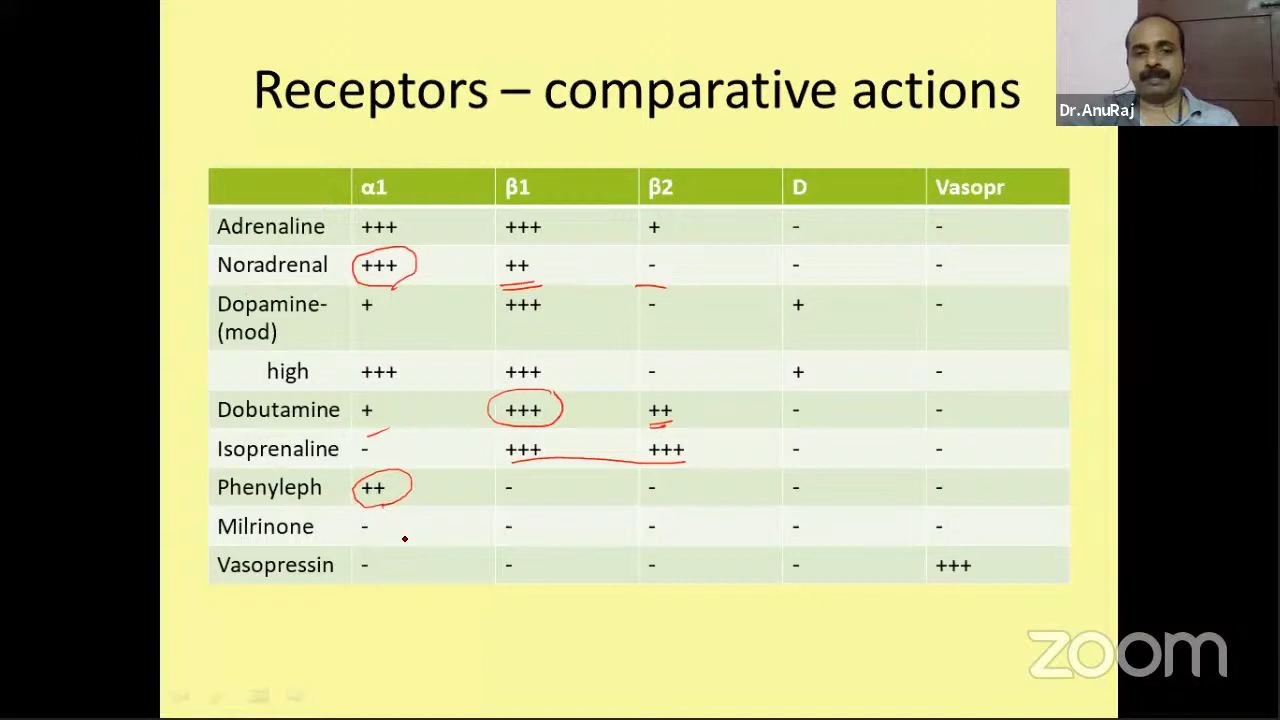 Receptors – comparative actions
Dr.AnuRaj
α1 β1 β2 D Vasopr
Adrenaline +++ +++ + - -
Noradrenal +++ ++ - - -
Dopamine- + +++ - + -
(mod)
high +++ +++ - + -
Dobutamine + +++ ++ - -
Isoprenaline - +++ +++ - -
Phenyleph ++ - - - -
Milrinone - - - - -
Vasopressin - - - - +++
zoom